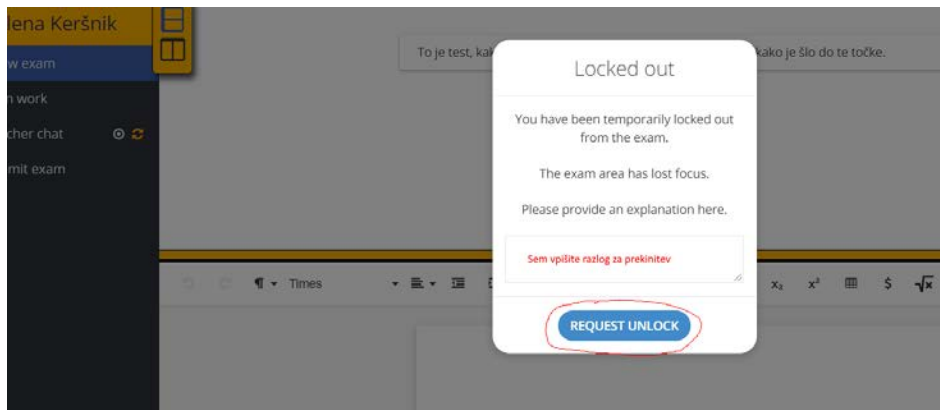 lena Keršnik
w exam
To je test, kako je šlo do te točke.
n work
cher chat
mit exam
Locked out
You have been temporarily locked out
from the exam.
The exam area has lost focus.
Please provide an explanation here.
Sem vpišite razlog za prekinitev
REQUEST UNLOCK
¶ Times
x₂ x² $ √x